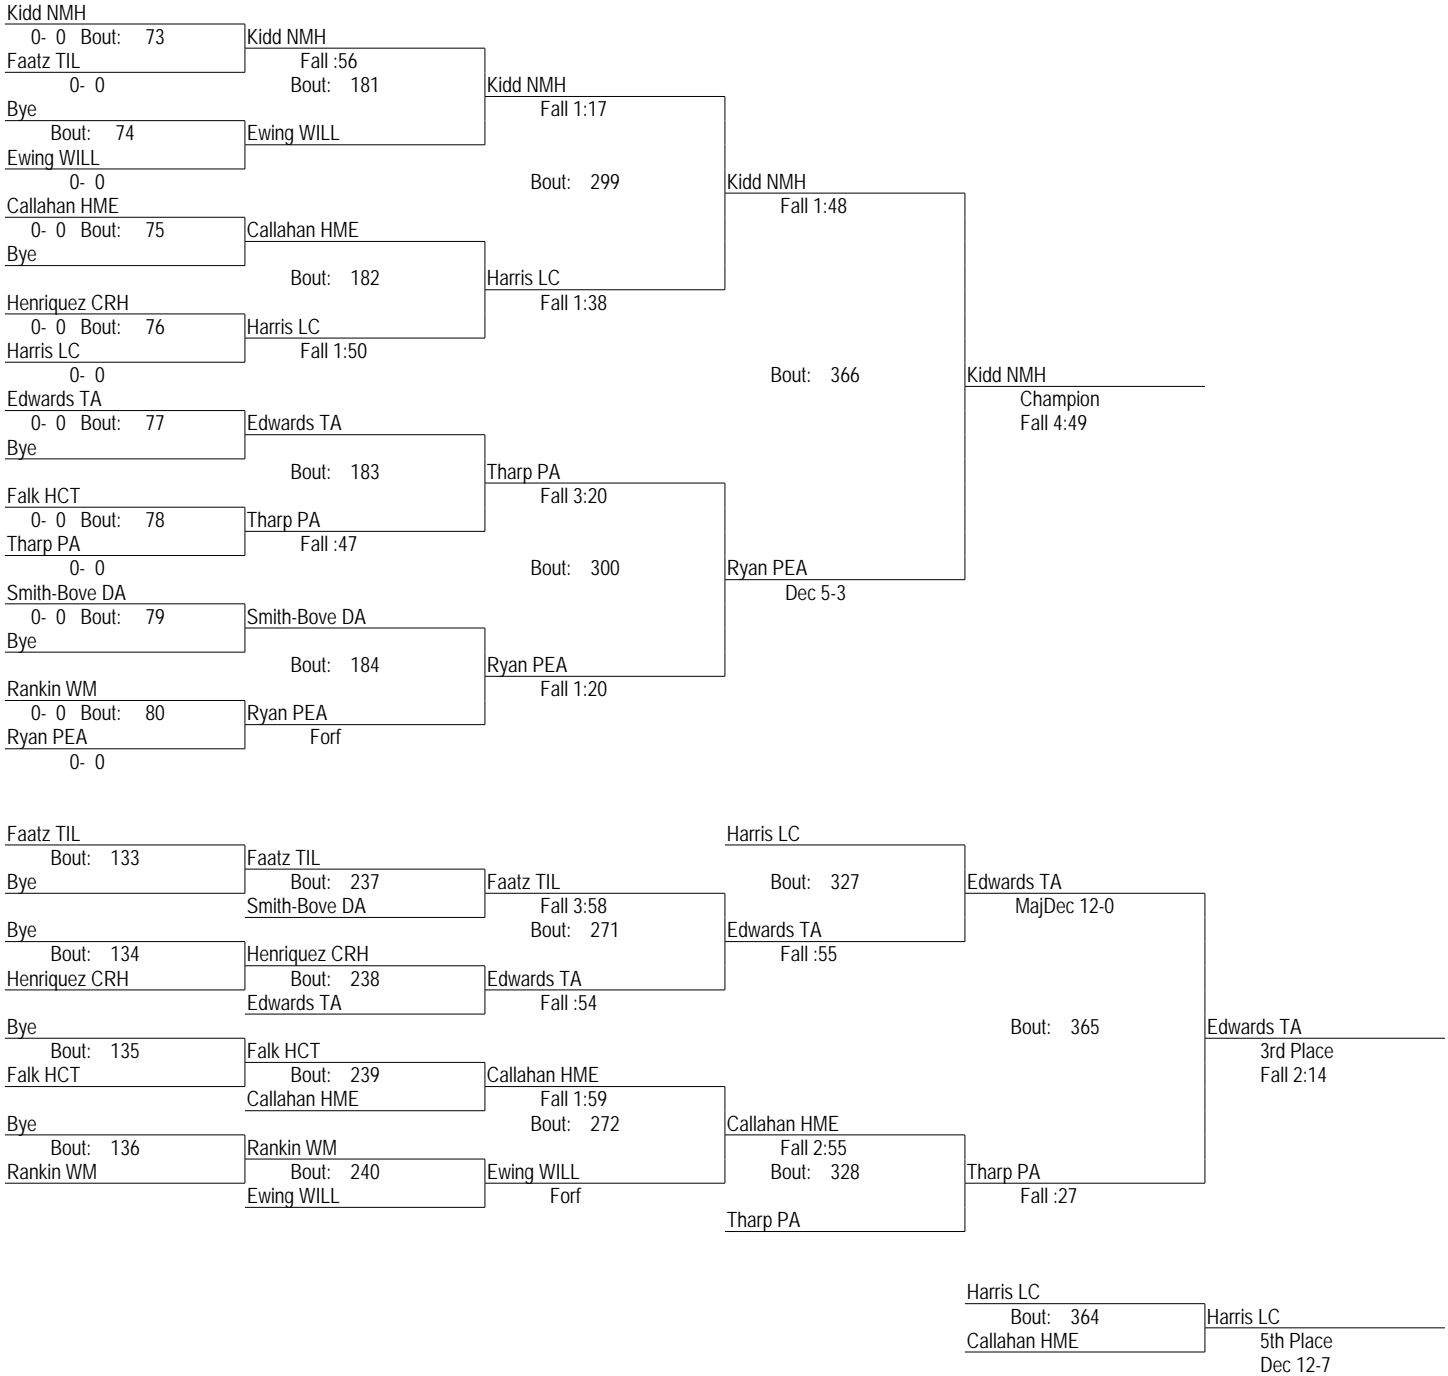 Kidd NMH
0- 0 Bout: 73 Kidd NMH
Faatz TIL Fall :56
0- 0 Bout: 181 Kidd NMH
Bye Fall 1:17
Bout: 74 Ewing WILL
Ewing WILL
0- 0 Bout: 299 Kidd NMH
Callahan HME Fall 1:48
0- 0 Bout: 75 Callahan HME
Bye
Bout: 182 Harris LC
Henriquez CRH Fall 1:38
0- 0 Bout: 76 Harris LC
Harris LC Fall 1:50
0- 0 Bout: 366 Kidd NMH
Edwards TA Champion
0- 0 Bout: 77 Edwards TA Fall 4:49
Bye
Bout: 183 Tharp PA
Falk HCT Fall 3:20
0- 0 Bout: 78 Tharp PA
Tharp PA Fall :47
0- 0 Bout: 300 Ryan PEA
Smith-Bove DA Dec 5-3
0- 0 Bout: 79 Smith-Bove DA
Bye
Bout: 184 Ryan PEA
Rankin WM Fall 1:20
0- 0 Bout: 80 Ryan PEA
Ryan PEA Forf
0- 0
Faatz TIL Harris LC
Bout: 133 Faatz TIL
Bye Bout: 237 Faatz TIL Bout: 327 Edwards TA
Smith-Bove DA Fall 3:58 MajDec 12-0
Bye Bout: 271 Edwards TA
Bout: 134 Henriquez CRH Fall :55
Henriquez CRH Bout: 238 Edwards TA
Edwards TA Fall :54
Bye Bout: 365 Edwards TA
Bout: 135 Falk HCT 3rd Place
Falk HCT Bout: 239 Callahan HME Fall 2:14
Callahan HME Fall 1:59
Bye Bout: 272 Callahan HME
Bout: 136 Rankin WM Fall 2:55
Rankin WM Bout: 240 Ewing WILL Bout: 328 Tharp PA
Ewing WILL Forf Fall :27
Tharp PA
Harris LC
Bout: 364 Harris LC
Callahan HME 5th Place
Dec 12-7